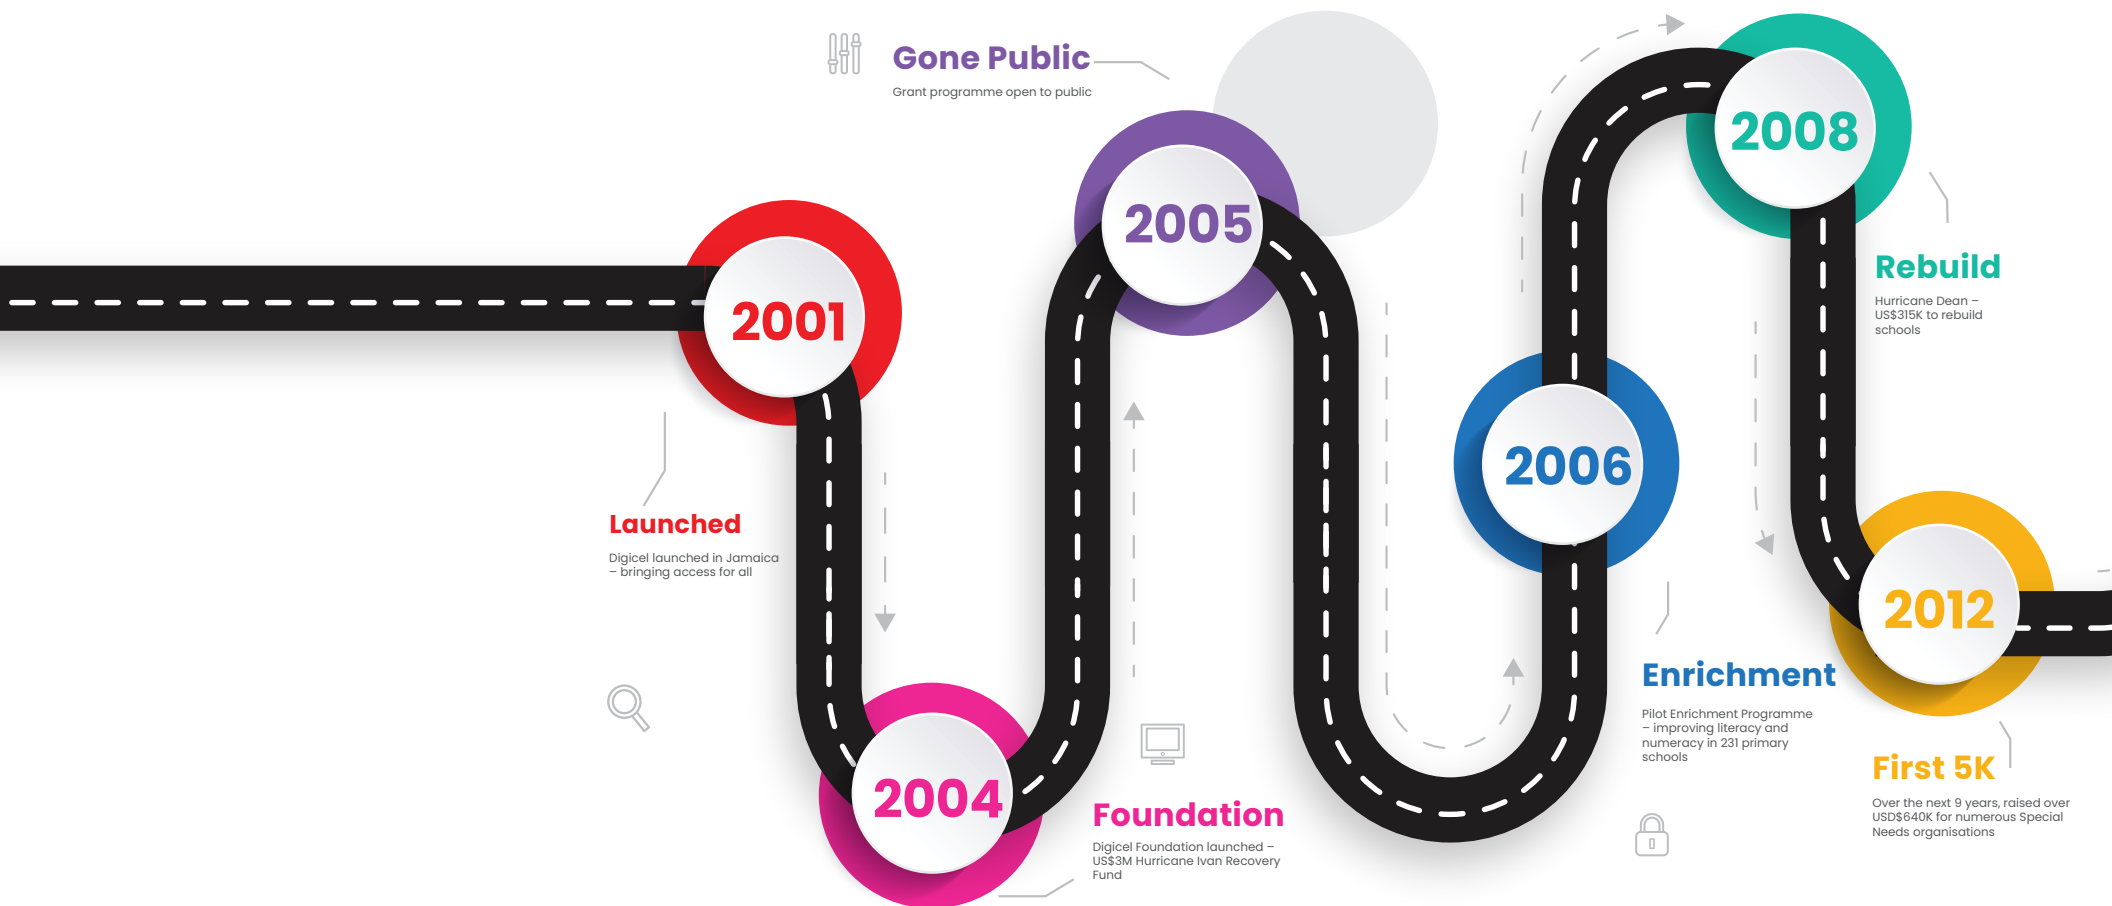 2001
Launched
Digicel launched in Jamaica
– bringing access for all
2004
Foundation
Digicel Foundation launched –
US$3M Hurricane Ivan Recovery
Fund
Gone Public
Grant programme open to public
2005
2006
Enrichment
Pilot Enrichment Programme
– improving literacy and
numeracy in 231 primary
schools
2008
Rebuild
Hurricane Dean –
US$315K to rebuild
schools
2012
First 5K
Over the next 9 years, raised over
USD$640K for numerous Special
Needs organisations